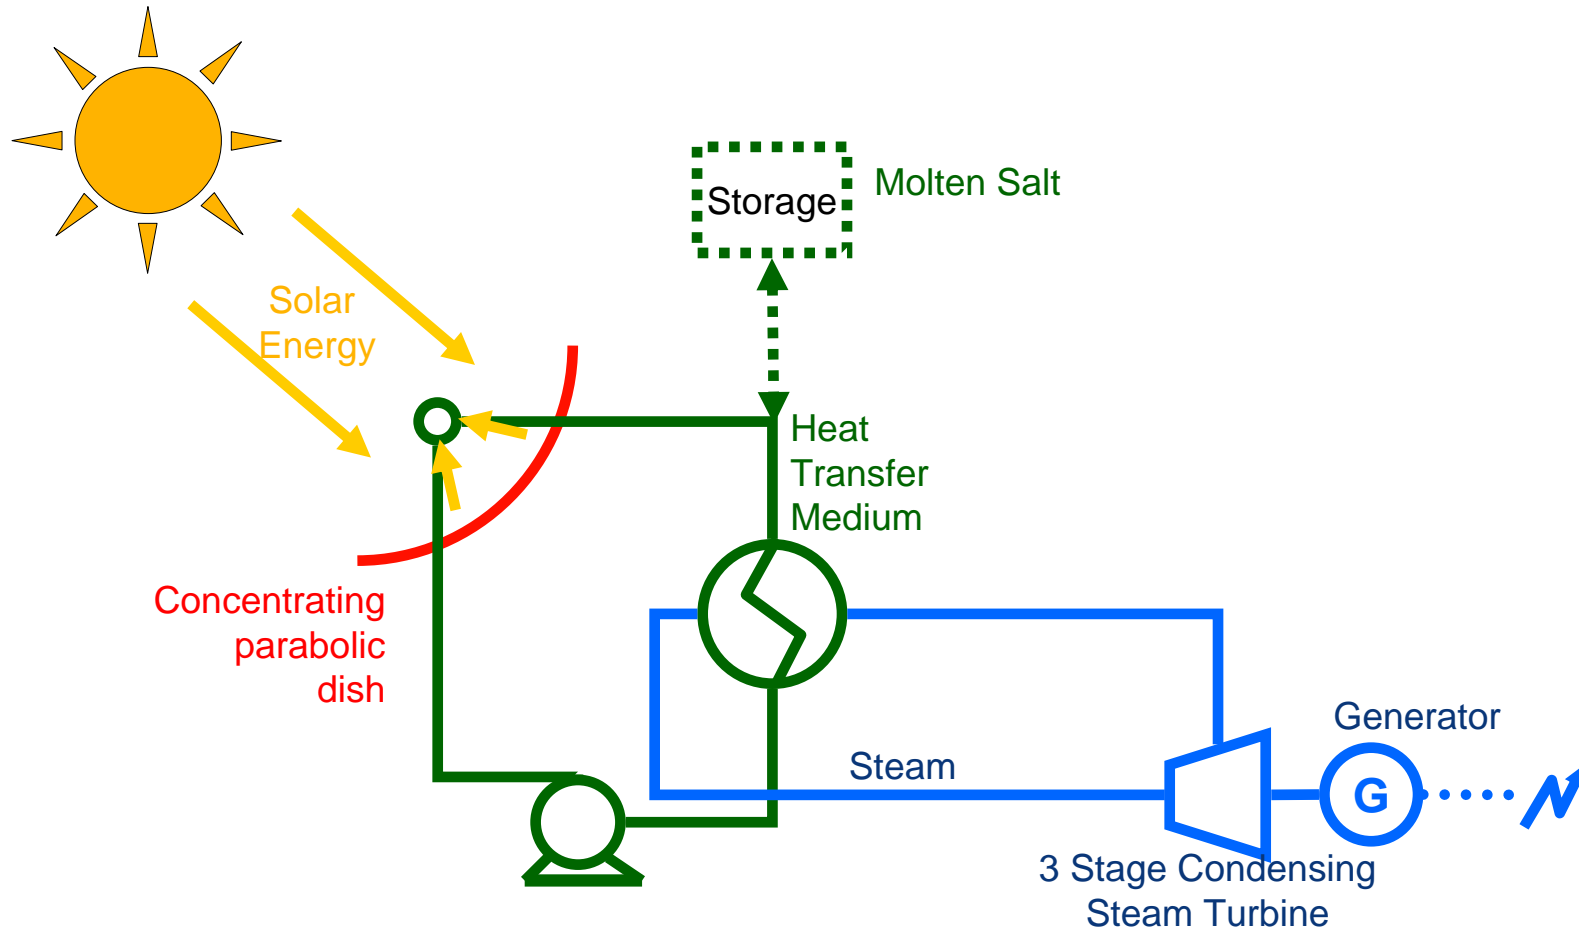 Storage
Molten Salt
Solar
Energy
Heat
Transfer
Medium
Concentrating
parabolic
dish
Generator
Steam
G
3 Stage Condensing
Steam Turbine